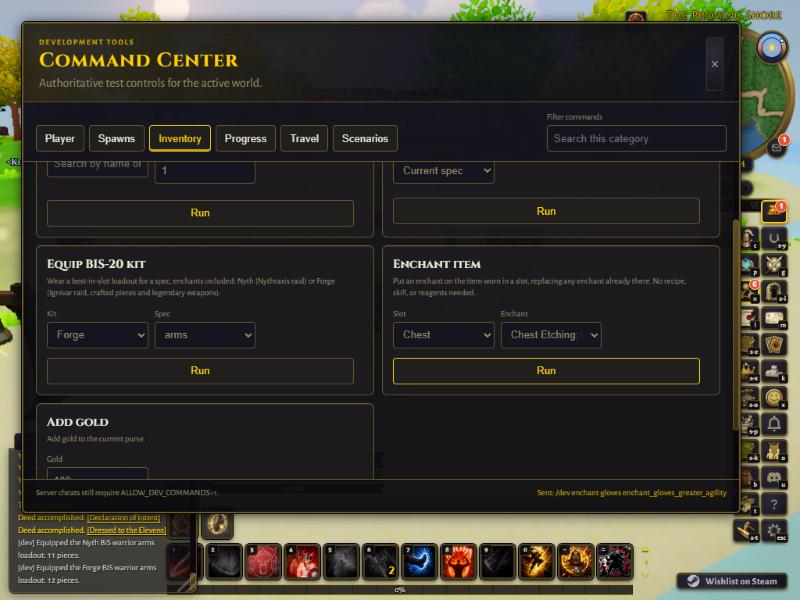 THE PROVING SHORE
DEVELOPMENT TOOLS
COMMAND CENTER
Authoritative test controls for the active world.
×
Player
Spawns
Inventory
Progress
Travel
Scenarios
Filter commands
Search this category
Search by name or
1
Current spec
Run
Run
EQUIP BIS-20 KIT
Wear a best-in-slot loadout for a spec, enchants included: Nyth (Nythraxis raid) or Forge
(Ignivar raid, crafted pieces and legendary weapons).
Kit
Spec
Forge
arms
Run
ENCHANT ITEM
Put an enchant on the item worn in a slot, replacing any enchant already there. No recipe,
skill, or reagents needed.
Slot
Enchant
Chest
Chest Etching:
Run
ADD GOLD
Add gold to the current purse.
Gold
Server cheats still require ALLOW_DEV_COMMANDS=1.
Sent: /dev enchant gloves enchant_gloves_greater_agility
Deed accomplished: [Declaration of Intent]
Deed accomplished: [Dressed to the Elevens]
[dev] Equipped the Nyth BiS warrior arms
loadout: 11 pieces.
[dev] Equipped the Forge BiS warrior arms
loadout: 12 pieces.
2
0%
Wishlist on Steam